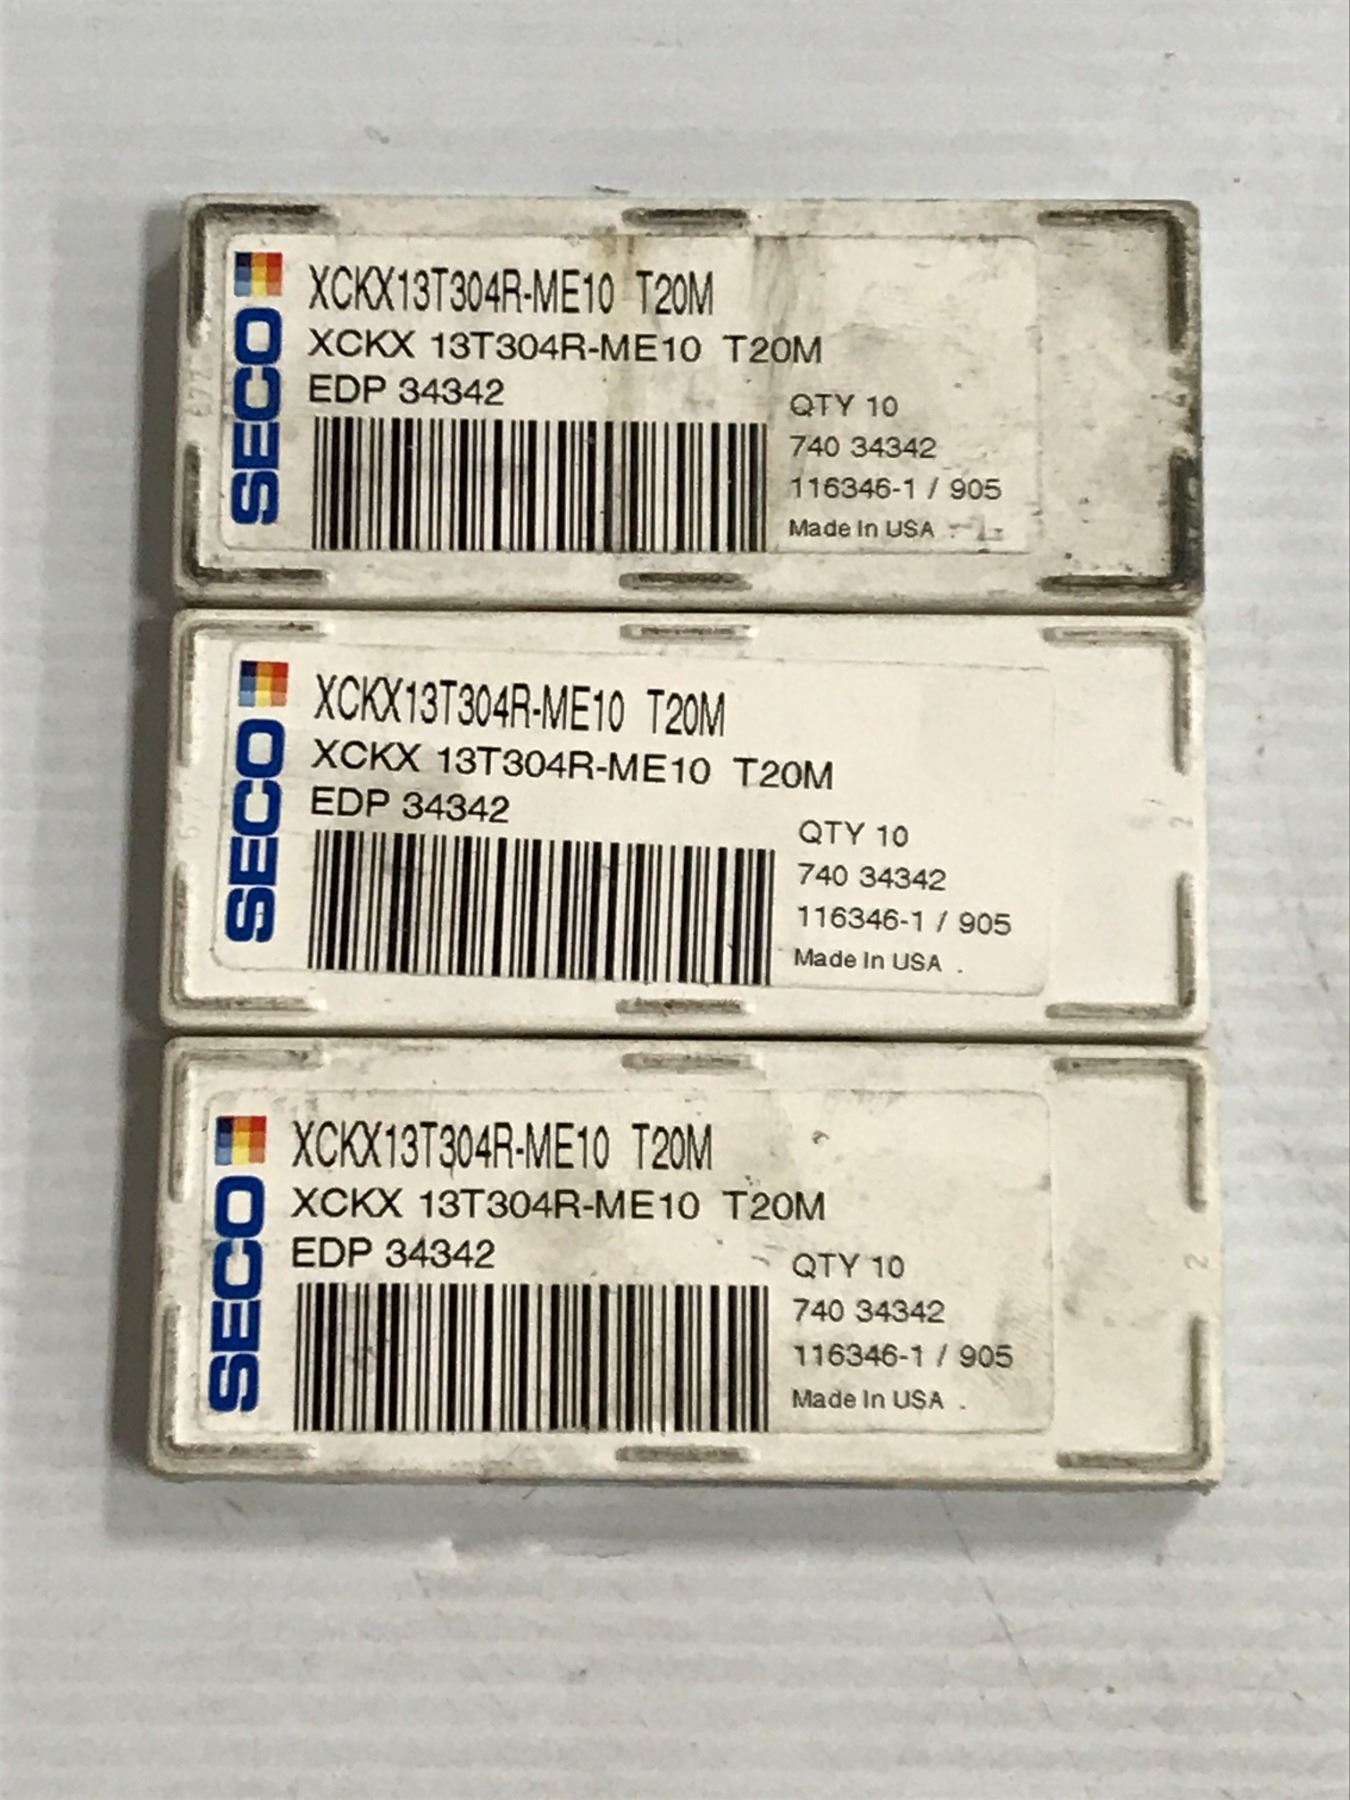 SECO
XCKX13T304R-ME10 T20M
XCKX 13T304R-ME10 T20M
EDP 34342
QTY 10
740 34342
116346-1 / 905
Made In USA
SECO
XCKX13T304R-ME10 T20M
XCKX 13T304R-ME10 T20M
EDP 34342
QTY 10
740 34342
116346-1 / 905
Made In USA .
2
SECO
XCKX13T304R-ME10 T20M
XCKX 13T304R-ME10 T20M
EDP 34342
QTY 10
740 34342
116346-1 / 905
Made In USA .
2